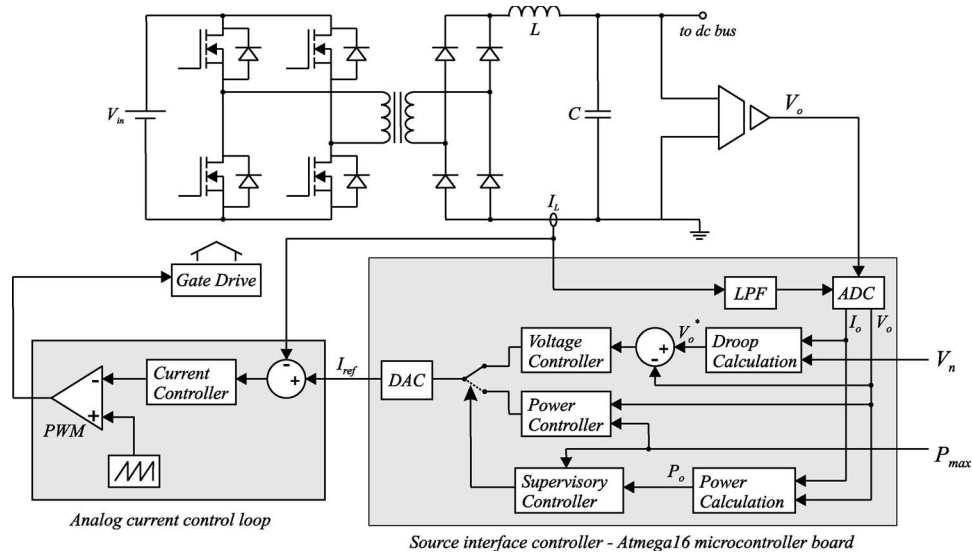 L
to dc bus
V_in
C
V_o
I_L
Gate Drive
LPF
ADC
I_o V_o
Voltage
Controller
-
+
V_o*
Droop
Calculation
V_n
Current
Controller
-
+
I_ref
DAC
Power
Controller
-
+
PWM
P_max
Supervisory
Controller
P_o
Power
Calculation
Analog current control loop
Source interface controller - Atmega16 microcontroller board